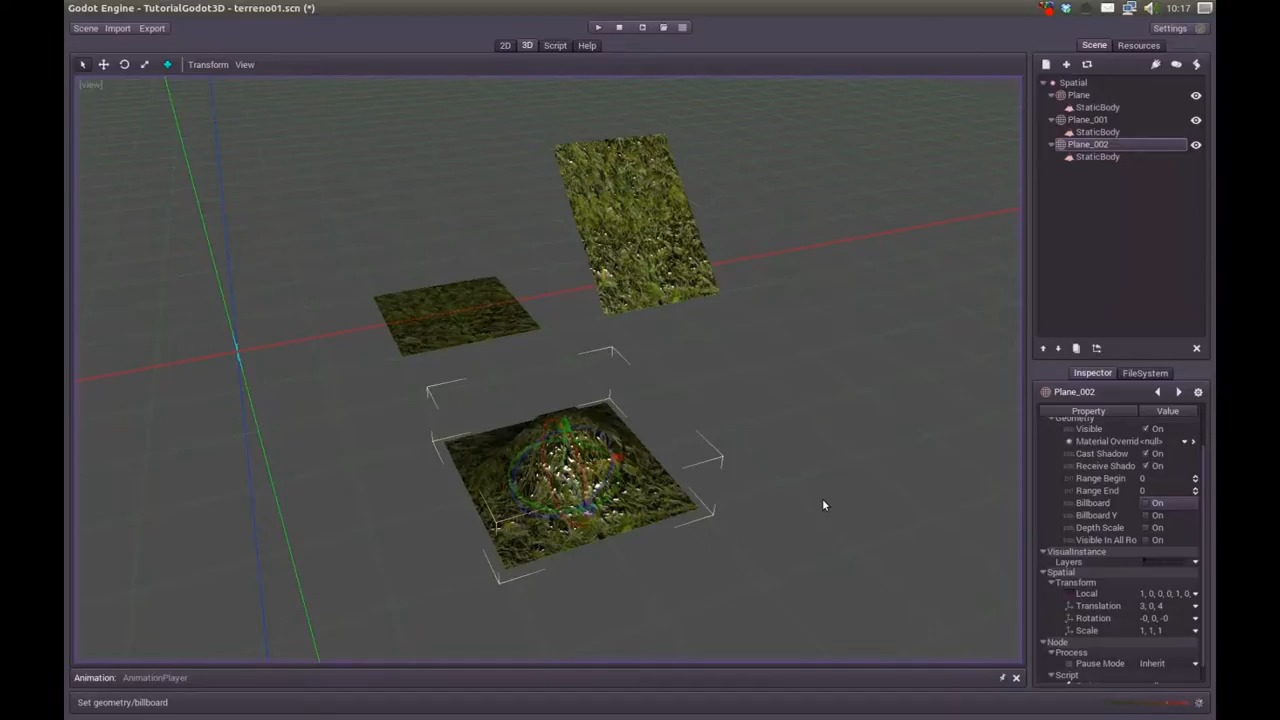 Godot Engine - TutorialGodot3D - terreno01.scn (*)
10:17
Scene Import Export
Settings
2D 3D Script Help
Scene Resources
Transform View
[view]
Spatial
Plane
StaticBody
Plane_001
StaticBody
Plane_002
StaticBody
Inspector FileSystem
Plane_002
Property Value
Geometry
Visible On
Material Overrid <null>
Cast Shadow On
Receive Shado On
Range Begin 0
Range End 0
Billboard On
Billboard Y On
Depth Scale On
Visible In All Ro On
VisualInstance
Layers
Spatial
Transform
Local 1, 0, 0, 0, 1, 0,
Translation 3, 0, 4
Rotation -0, 0, -0
Scale 1, 1, 1
Node
Process
Pause Mode Inherit
Script
Animation: AnimationPlayer
Set geometry/billboard